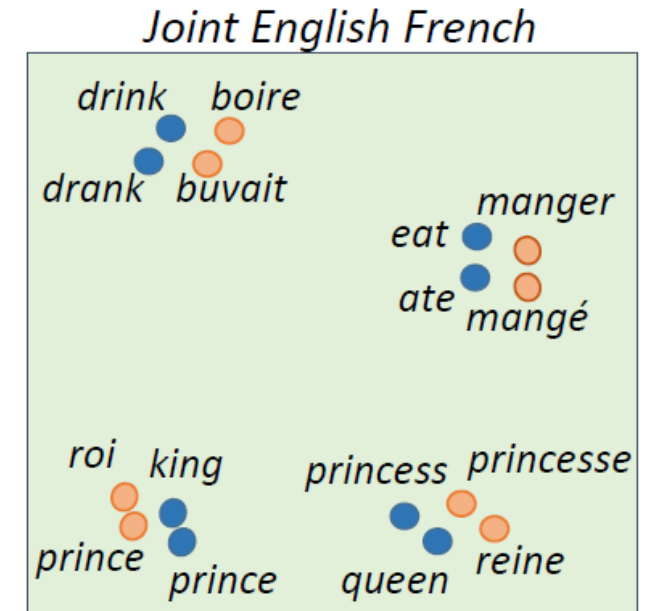 Joint English French
drink boire
drank buvait
manger
eat
ate
mangé
roi king
princess princesse
prince
prince
queen reine